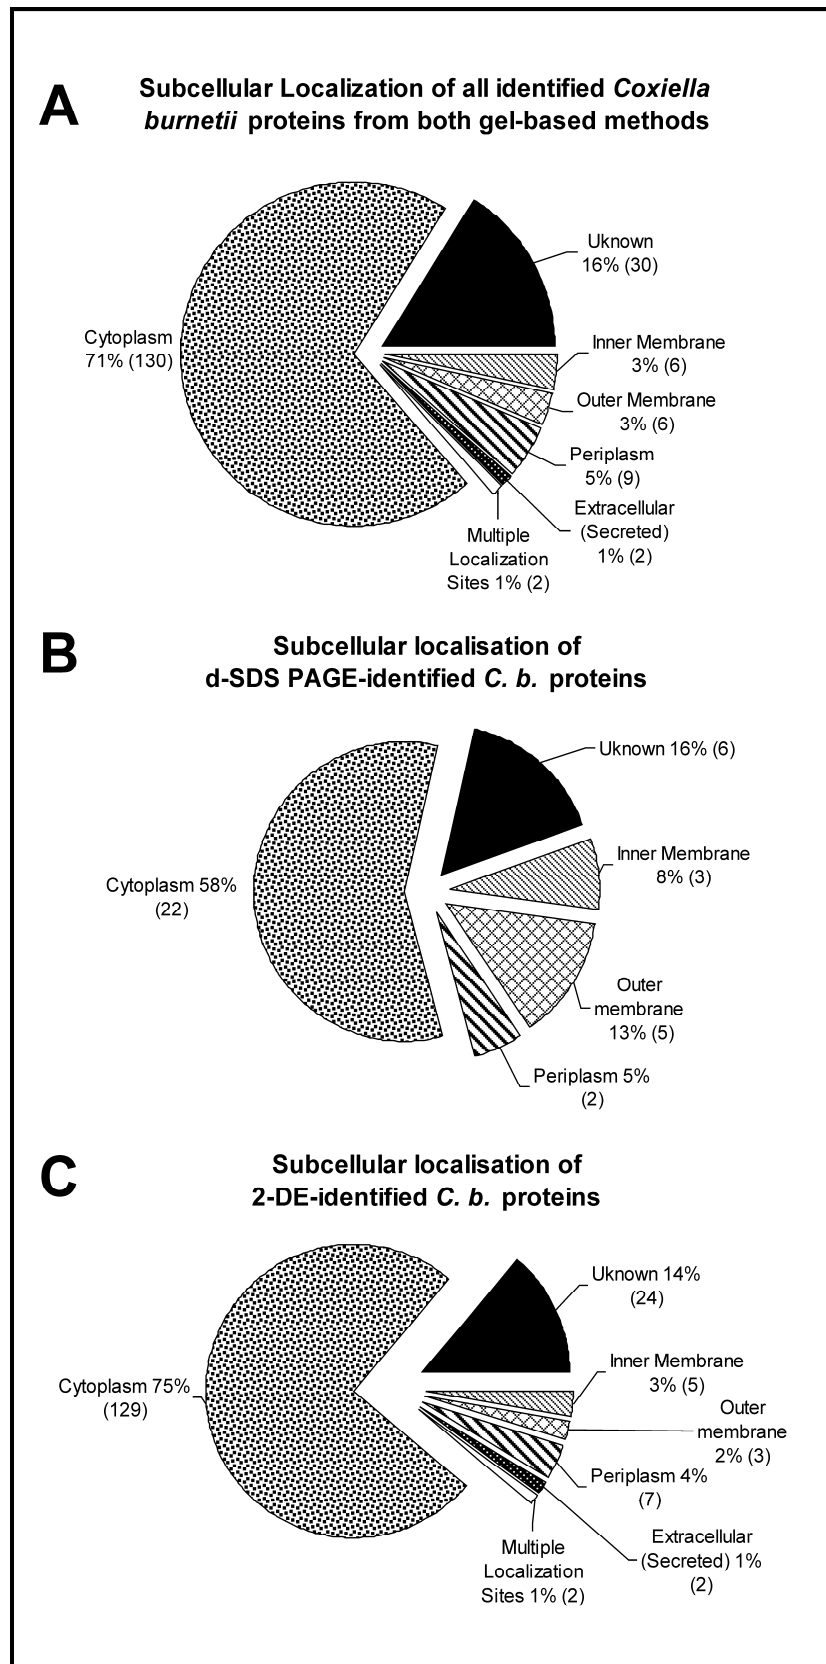 A
Subcellular Localization of all identified Coxiella
burnetii proteins from both gel-based methods
Uknown
16% (30)
Cytoplasm
71% (130)
Inner Membrane
3% (6)
Outer Membrane
3% (6)
Periplasm
5% (9)
Extracellular
(Secreted)
1% (2)
Multiple
Localization
Sites 1% (2)
B
Subcellular localisation of
d-SDS PAGE-identified C. b. proteins
Uknown 16% (6)
Inner Membrane
8% (3)
Cytoplasm 58%
(22)
Outer
membrane
13% (5)
Periplasm 5%
(2)
C
Subcellular localisation of
2-DE-identified C. b. proteins
Uknown 14%
(24)
Inner Membrane
3% (5)
Cytoplasm 75%
(129)
Outer
membrane
2% (3)
Periplasm 4%
(7)
Extracellular
(Secreted) 1%
(2)
Multiple
Localization
Sites 1% (2)